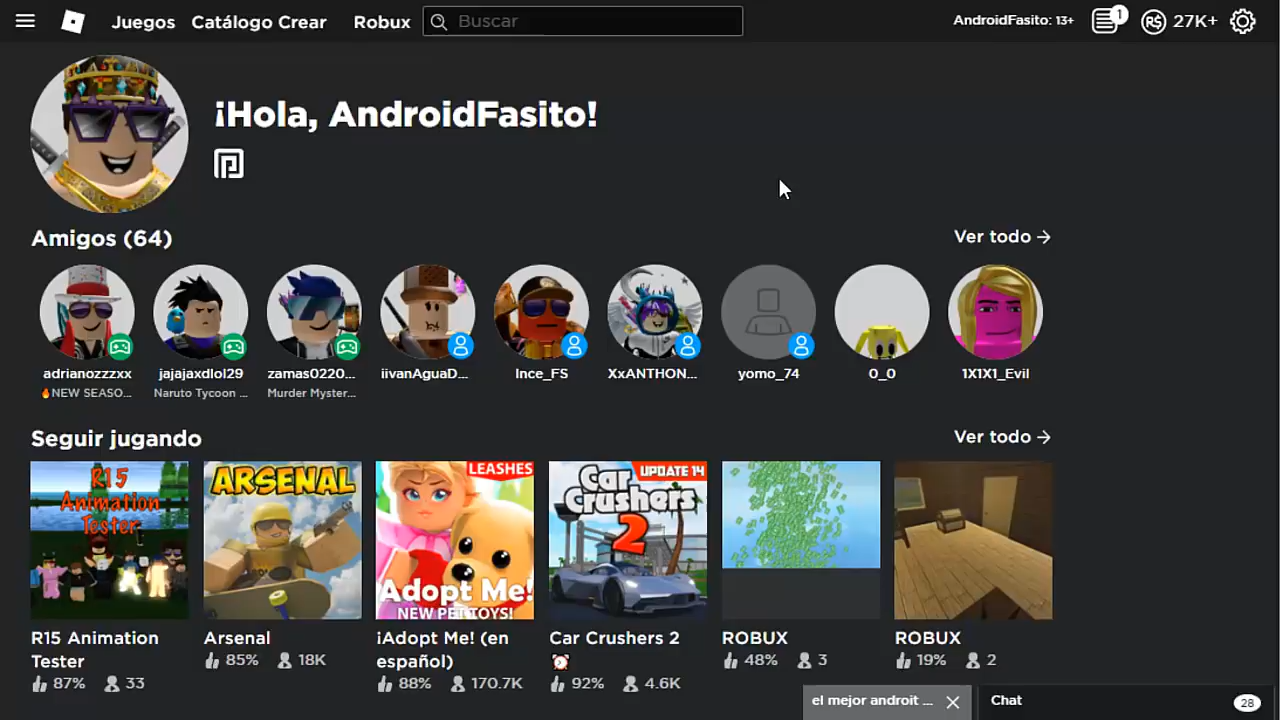 Juegos Catálogo Crear Robux Buscar AndroidFasito: 13+ 1 27K+
¡Hola, AndroidFasito!
Amigos (64) Ver todo →
adrianozzzxx jajajaxdlol29 zamas0220... iivanAguaD... Ince_FS XxANTHON... yomo_74 0_0 1X1X1_Evil
🔥NEW SEASO... Naruto Tycoon ... Murder Myster...
Seguir jugando Ver todo →
R15
Animation
Tester
ARSENAL
LEASHES
Adopt Me!
NEW PET TOYS!
UPDATE 14
Car
Crushers
2
R15 Animation
Tester
87% 33
Arsenal
85% 18K
¡Adopt Me! (en
español)
88% 170.7K
Car Crushers 2
⏰
92% 4.6K
ROBUX
48% 3
ROBUX
19% 2
el mejor androit ... Chat 28